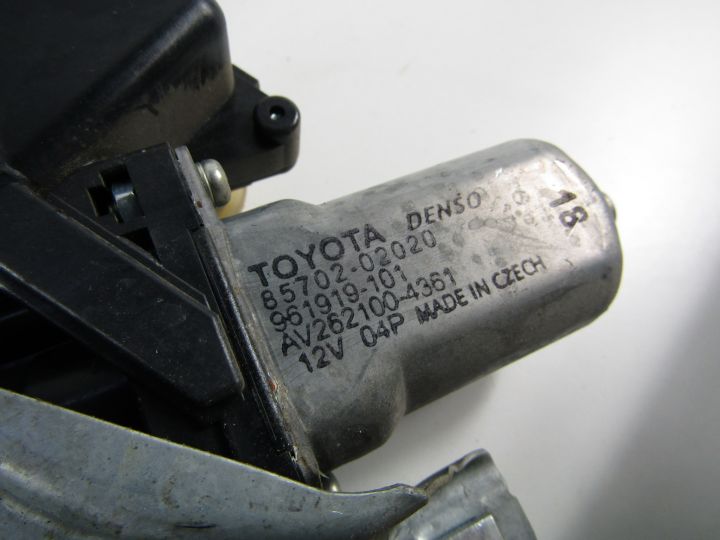 TOYOTA DENSO
85702-02020
961919-101
AV262100-4361
12V 04P MADE IN CZECH
18